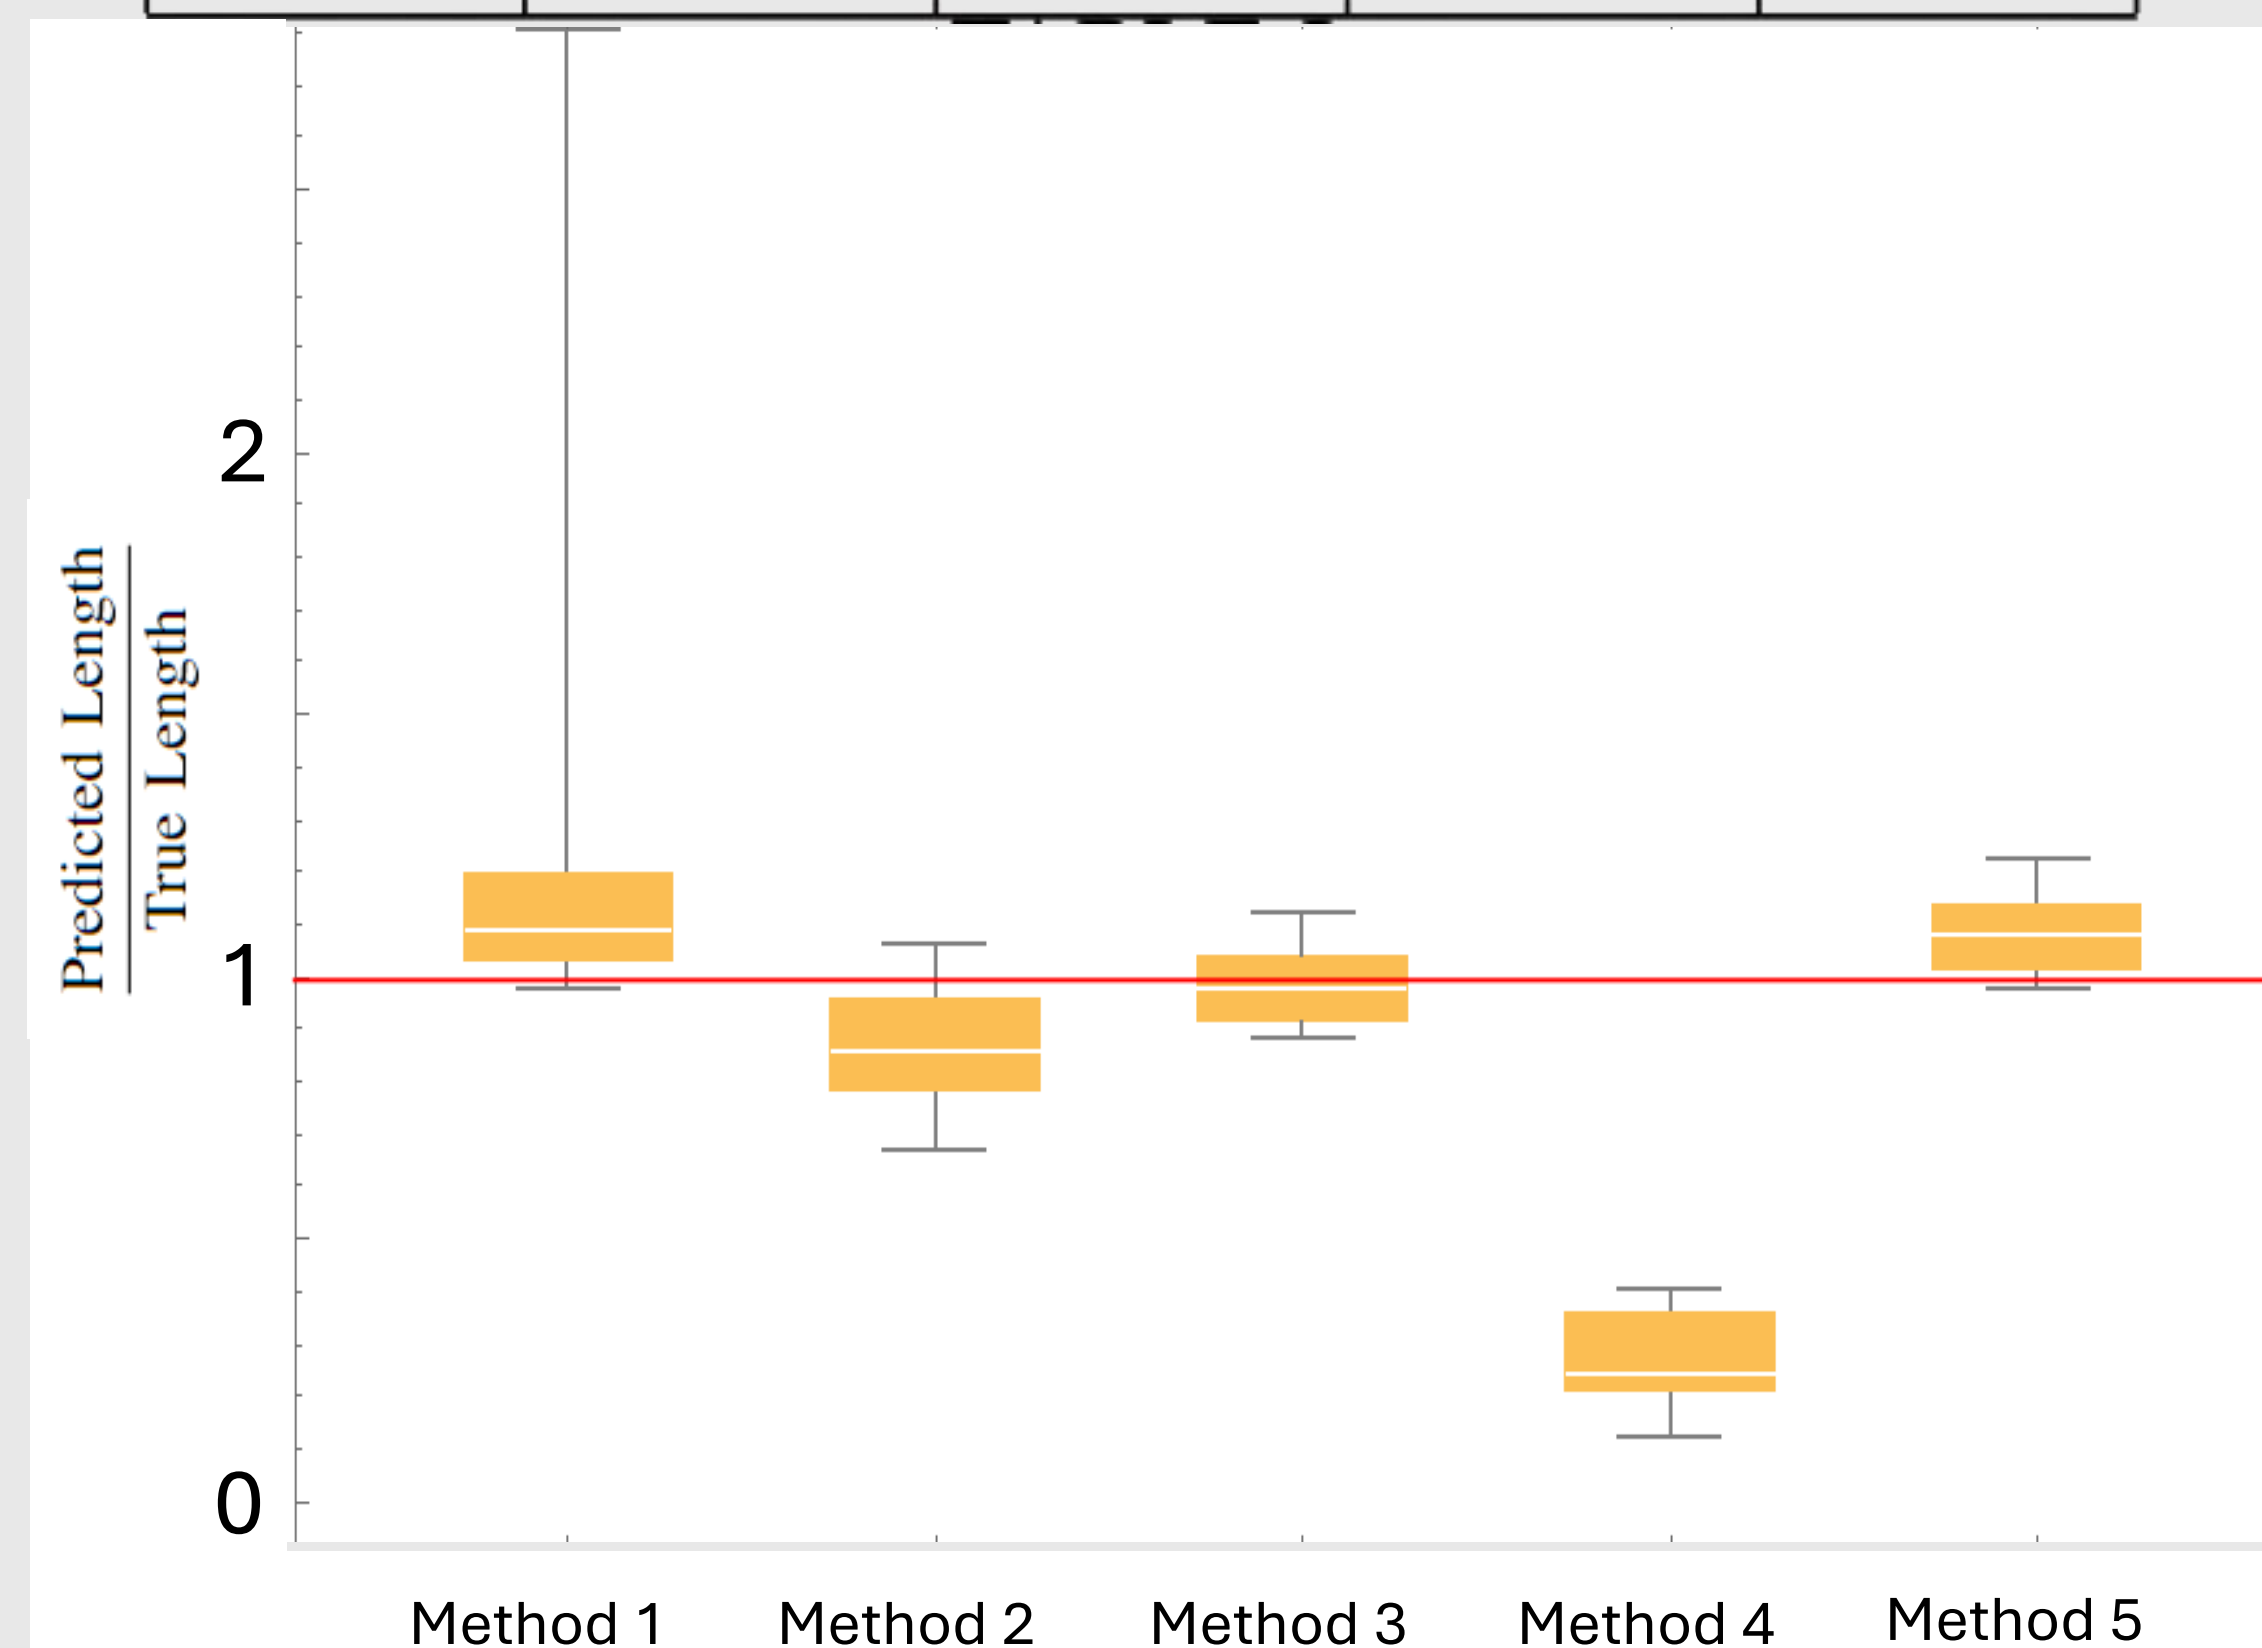 2
Predicted Length
True Length
1
0
Method 1 Method 2 Method 3 Method 4 Method 5